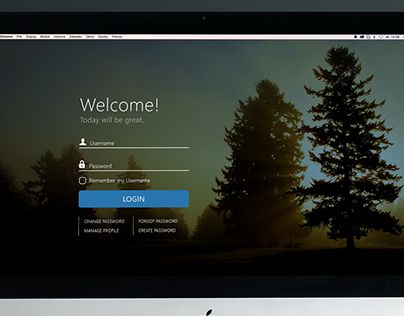 Chrome Plik Edycja Widok Historia Zakładki Okno Pomoc
Welcome!
Today will be great.
Username
Password
Remember my Username
LOGIN
CHANGE PASSWORD FORGOT PASSWORD
MANAGE PROFILE CREATE PASSWORD